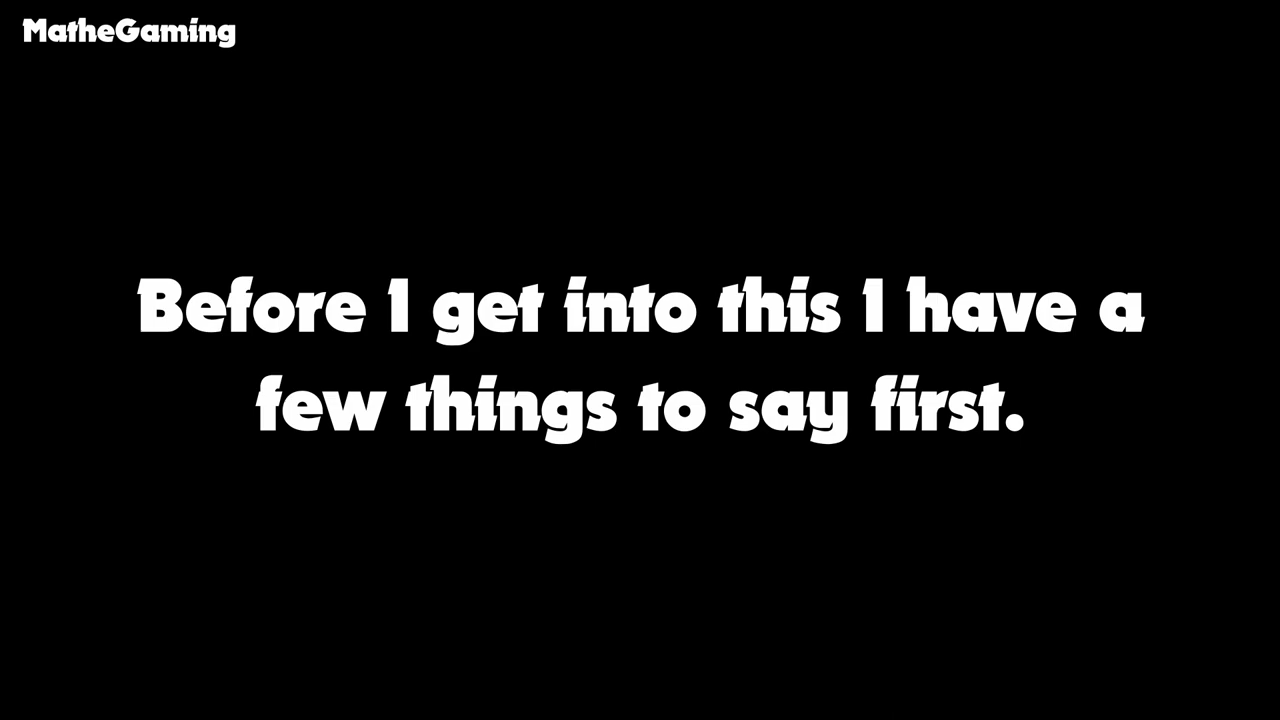 MatheGaming
Before I get into this I have a
few things to say first.